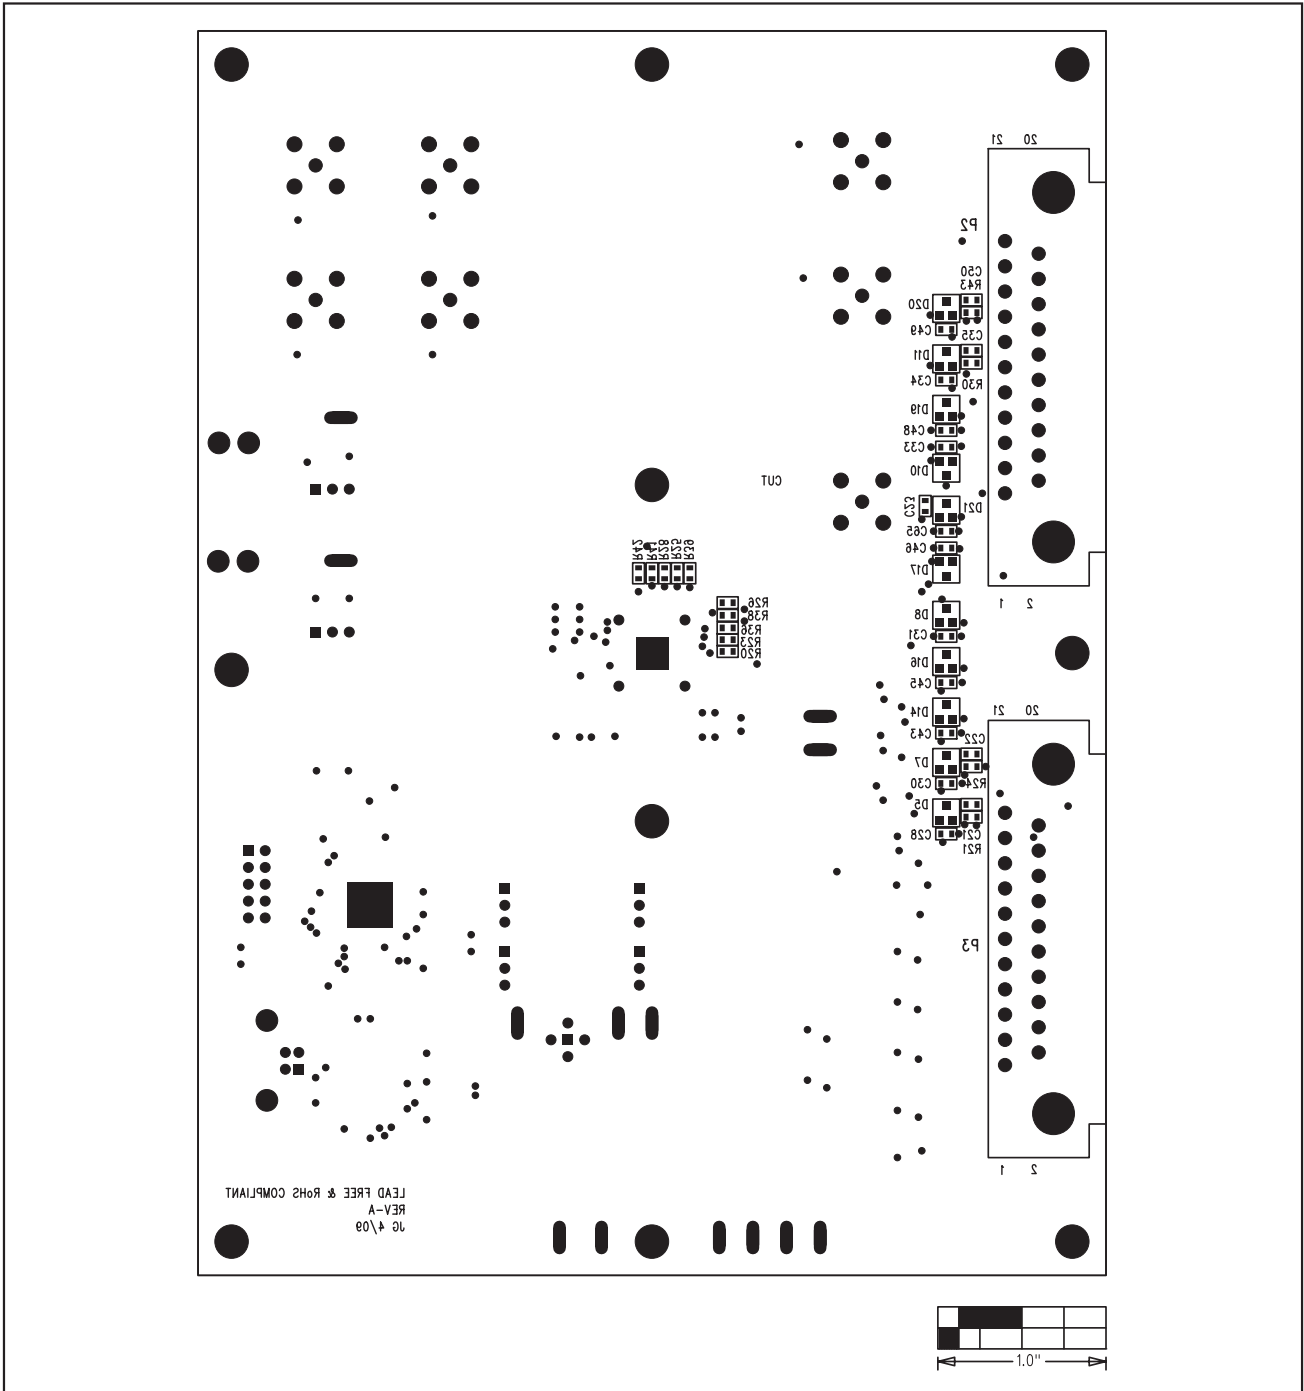 21 20
P2
C50
R43
D20
C49
C35
D11
C34
R30
D19
C48
C33
D10
CUT
C23
D21
C65
C46
D17
R42
R41
R28
R25
R39
1 2
R26
R38
R36
R23
R20
D8
C31
D16
C45
21 20
D14
C43
C22
D7
C30
R24
D5
C28
C21
R21
P3
1 2
LEAD FREE & RoHS COMPLIANT
REV-A
JG 4/09
1.0"